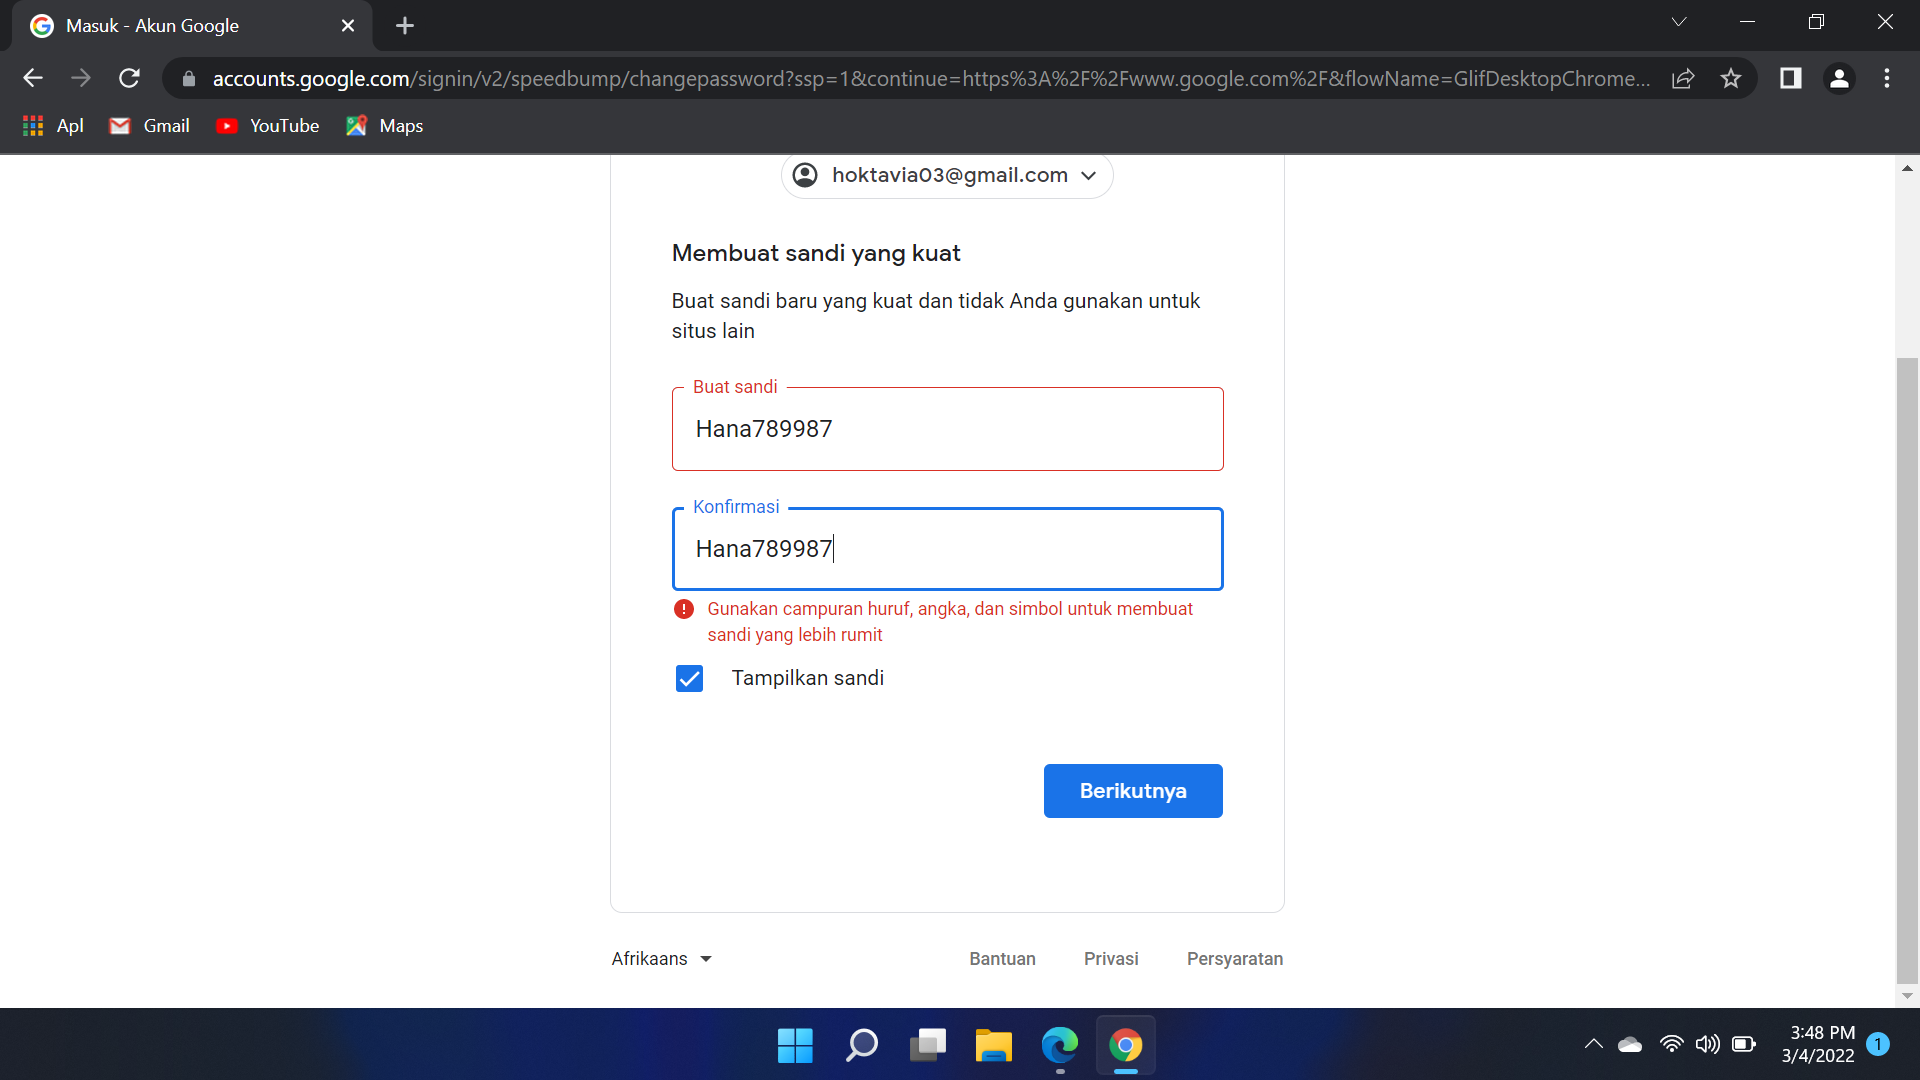 Masuk - Akun Google
accounts.google.com/signin/v2/speedbump/changepassword?ssp=1&continue=https%3A%2F%2Fwww.google.com%2F&flowName=GlifDesktopChrome...
Apl Gmail YouTube Maps
hoktavia03@gmail.com
Membuat sandi yang kuat
Buat sandi baru yang kuat dan tidak Anda gunakan untuk
situs lain
Buat sandi
Hana789987
Konfirmasi
Hana789987
Gunakan campuran huruf, angka, dan simbol untuk membuat
sandi yang lebih rumit
Tampilkan sandi
Berikutnya
Afrikaans Bantuan Privasi Persyaratan
3:48 PM
3/4/2022
1